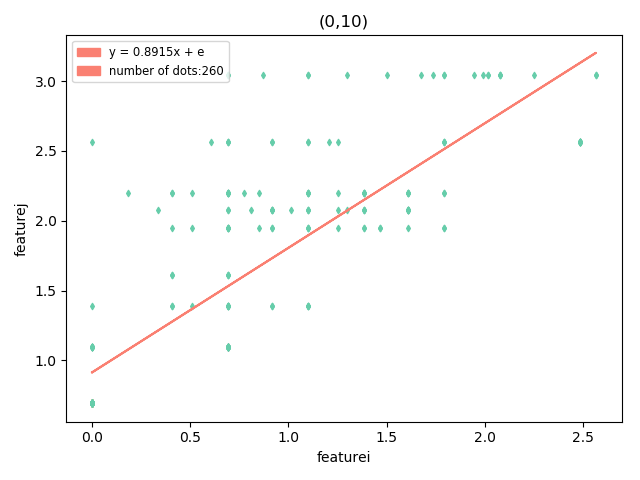 (0,10)
y = 0.8915x + e
number of dots:260
3.0
2.5
2.0
1.5
1.0
featurej
0.0 0.5 1.0 1.5 2.0 2.5
featurei